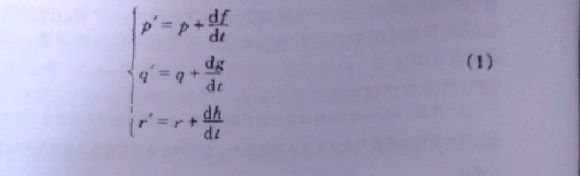 p′ = p + df/dt
q′ = q + dg/dt (1)
r′ = r + dh/dt